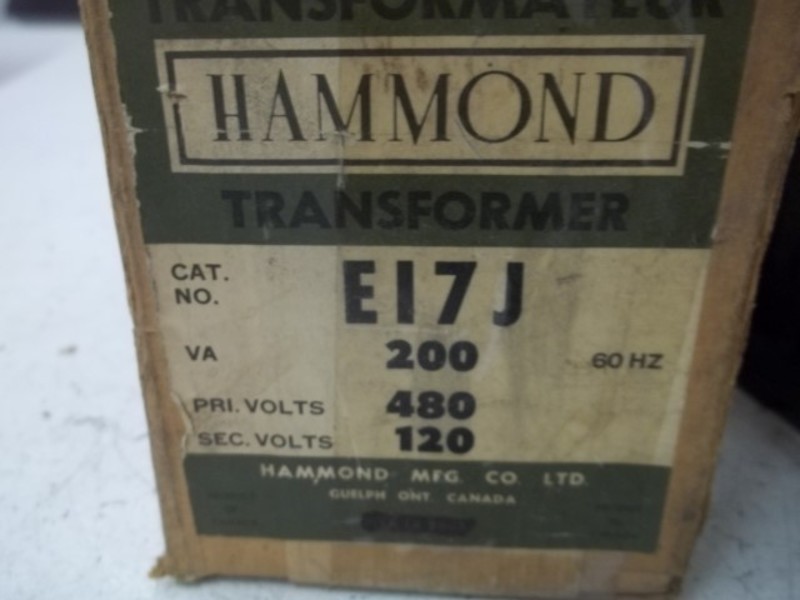 TRANSFORMATEUR
HAMMOND
TRANSFORMER
CAT. NO. E17J
VA 200 60 HZ
PRI. VOLTS 480
SEC. VOLTS 120
HAMMOND MFG. CO. LTD.
GUELPH ONT. CANADA